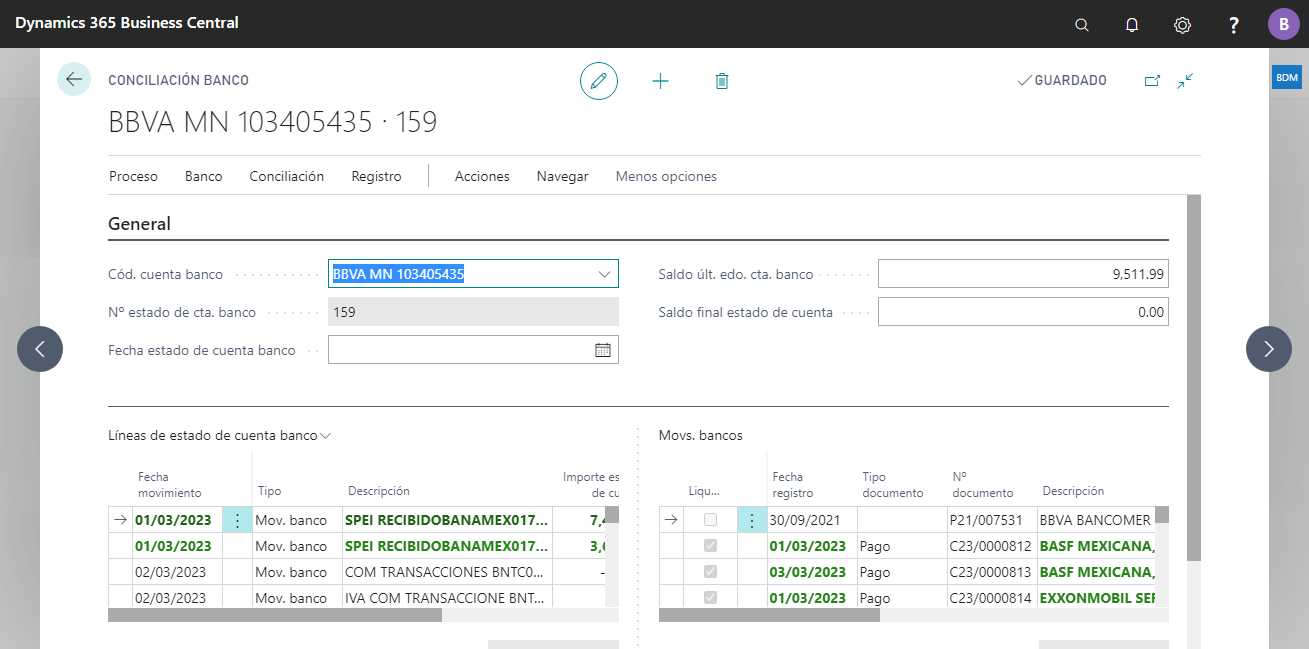 Dynamics 365 Business Central
?
B
CONCILIACIÓN BANCO
GUARDADO
BDM
BBVA MN 103405435 · 159
Proceso Banco Conciliación Registro Acciones Navegar Menos opciones
General
Cód. cuenta banco BBVA MN 103405435 Saldo últ. edo. cta. banco 9,511.99
Nº estado de cta. banco 159 Saldo final estado de cuenta 0.00
Fecha estado de cuenta banco
Líneas de estado de cuenta banco
Fecha movimiento Tipo Descripción Importe es de cu
01/03/2023 Mov. banco SPEI RECIBIDOBANAMEX017... 7,4
01/03/2023 Mov. banco SPEI RECIBIDOBANAMEX017...
02/03/2023 Mov. banco COM TRANSACCIONES BNTC0... -
02/03/2023 Mov. banco IVA COM TRANSACCIONE BNT...
Movs. bancos
Liqu... Fecha registro Tipo documento Nº documento Descripción
30/09/2021 P21/007531 BBVA BANCOMER
01/03/2023 Pago C23/0000812 BASF MEXICANA,
03/03/2023 Pago C23/0000813 BASF MEXICANA,
01/03/2023 Pago C23/0000814 EXXONMOBIL SER